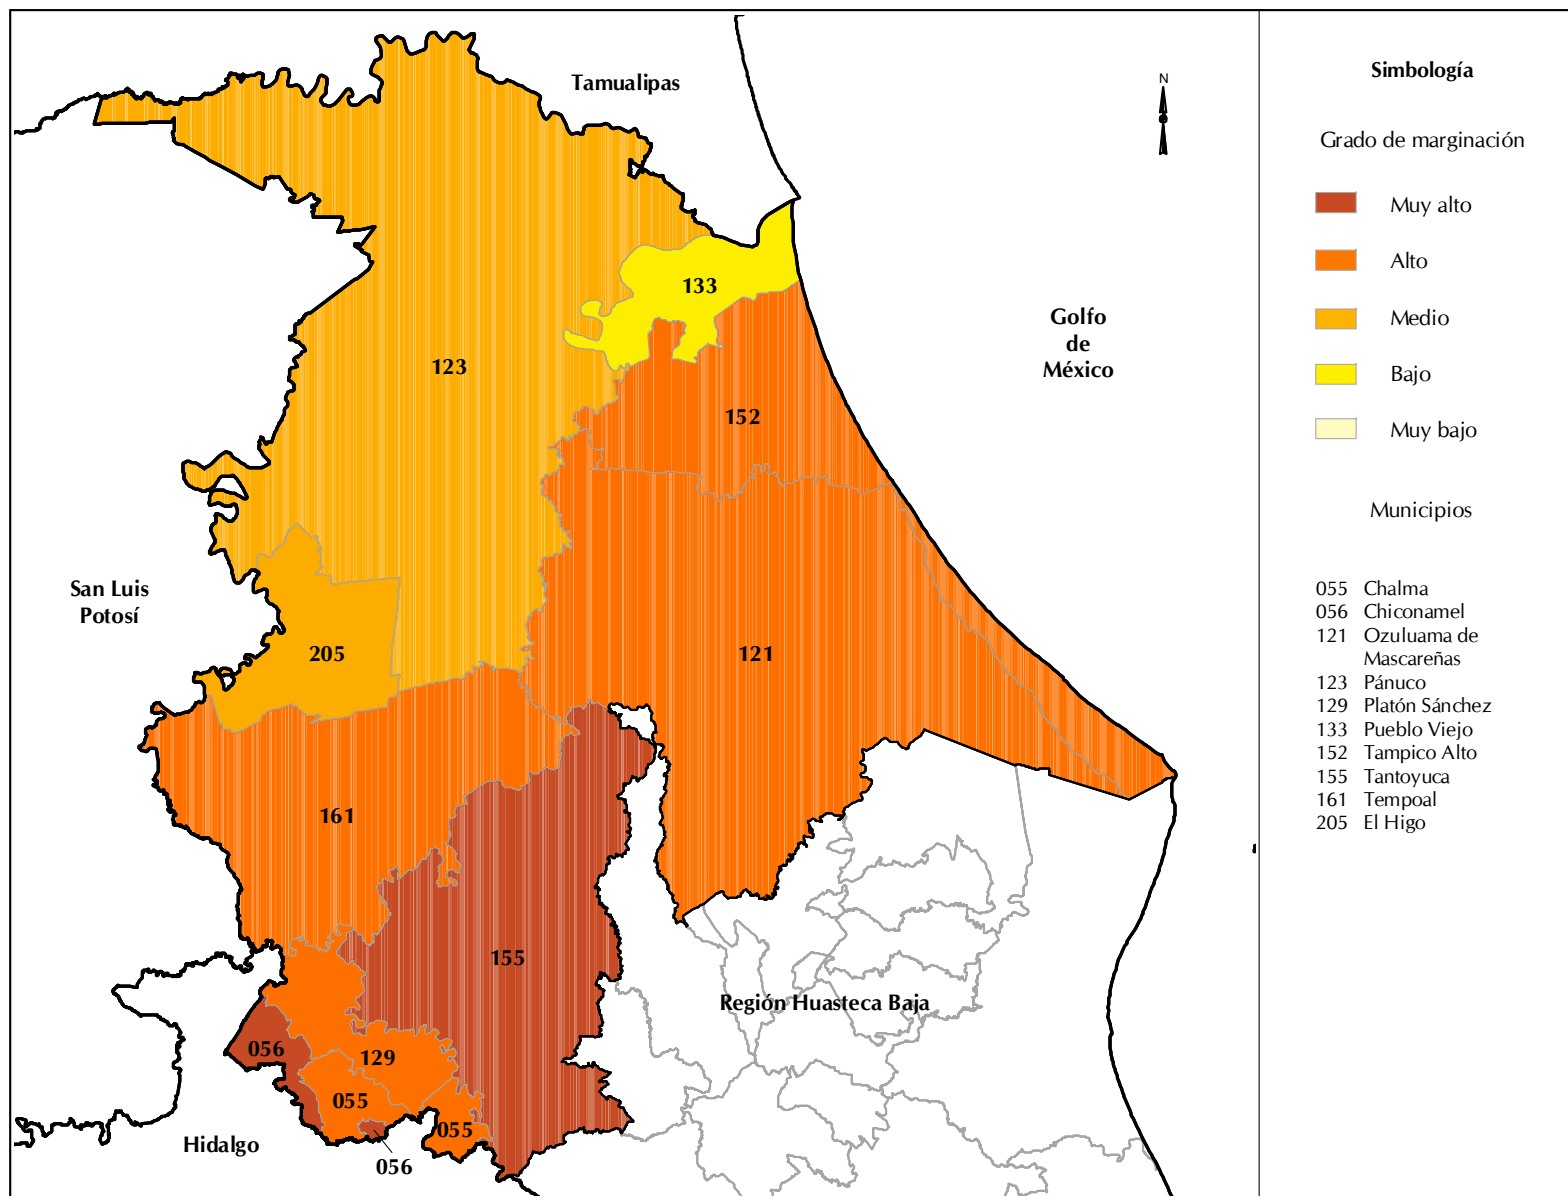 Tamualipas
N
133
Golfo
de
México
123
152
San Luis
Potosí
205
121
161
155
Región Huasteca Baja
056
129
055
055
Hidalgo
056
Simbología
Grado de marginación
Muy alto
Alto
Medio
Bajo
Muy bajo
Municipios
055 Chalma
056 Chiconamel
121 Ozuluama de
Mascareñas
123 Pánuco
129 Platón Sánchez
133 Pueblo Viejo
152 Tampico Alto
155 Tantoyuca
161 Tempoal
205 El Higo